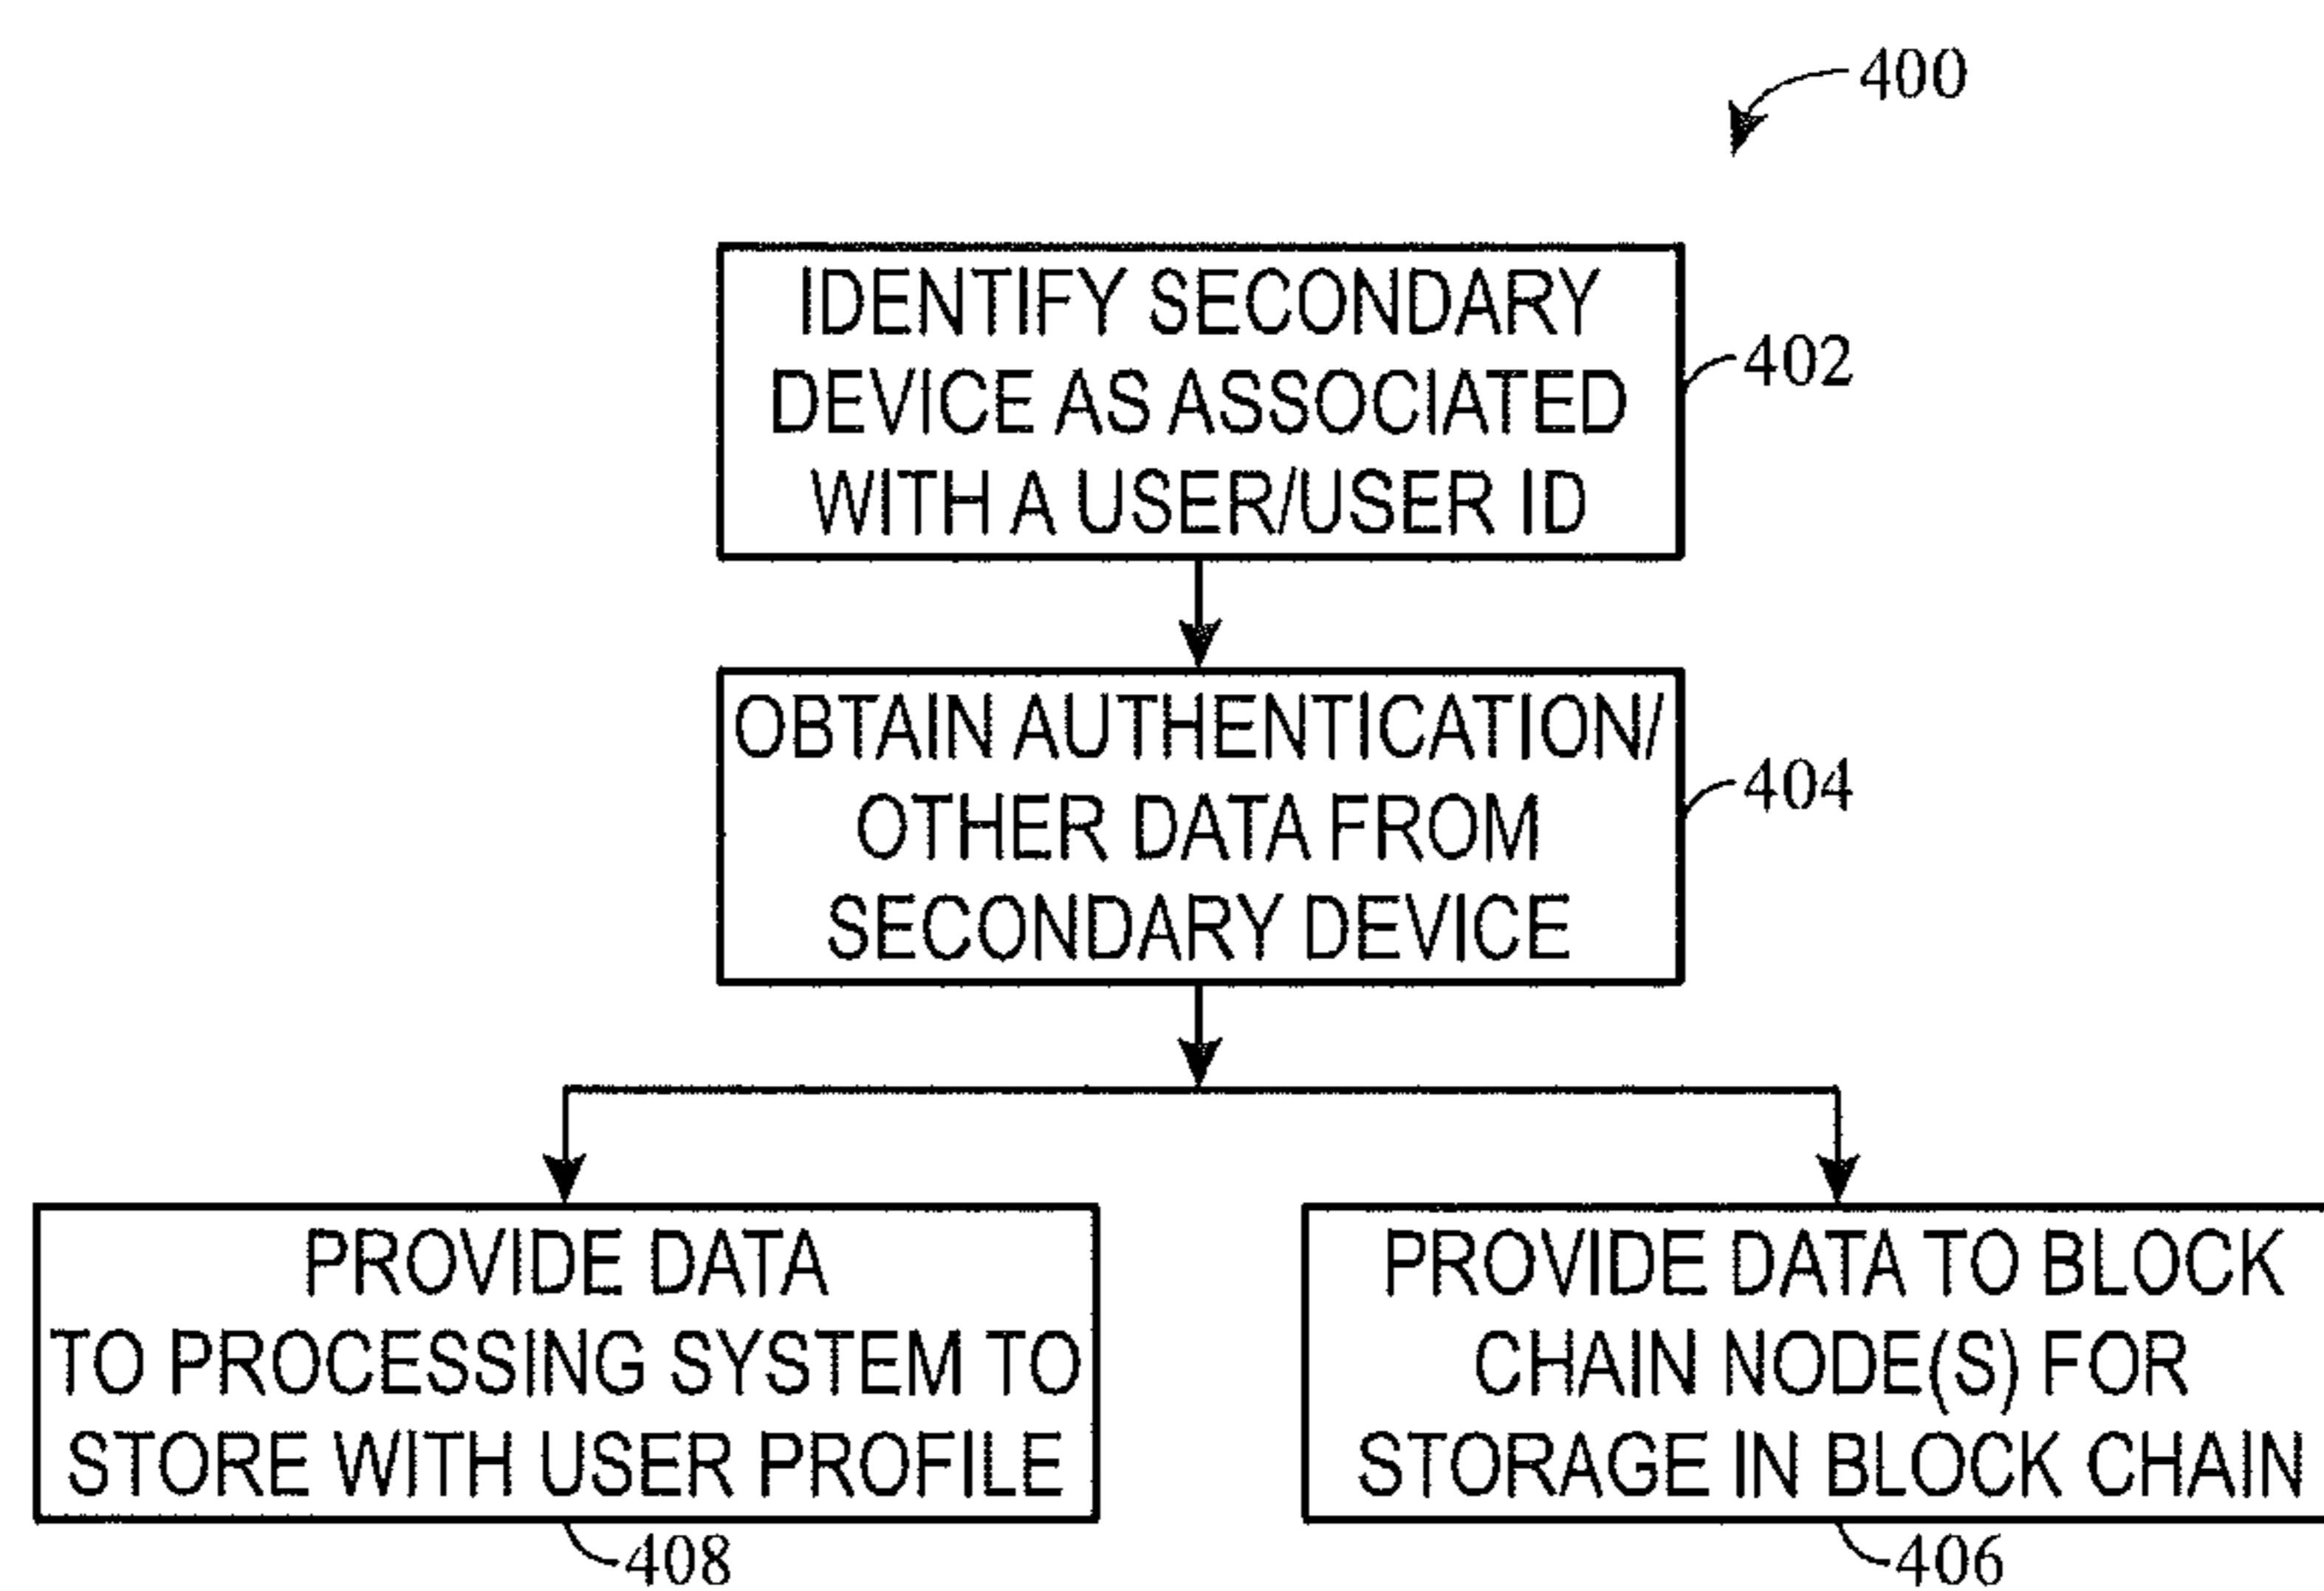 400
IDENTIFY SECONDARY
DEVICE AS ASSOCIATED
WITH A USER/USER ID
402
OBTAIN AUTHENTICATION/
OTHER DATA FROM
SECONDARY DEVICE
404
PROVIDE DATA
TO PROCESSING SYSTEM TO
STORE WITH USER PROFILE
408
PROVIDE DATA TO BLOCK
CHAIN NODE(S) FOR
STORAGE IN BLOCK CHAIN
406